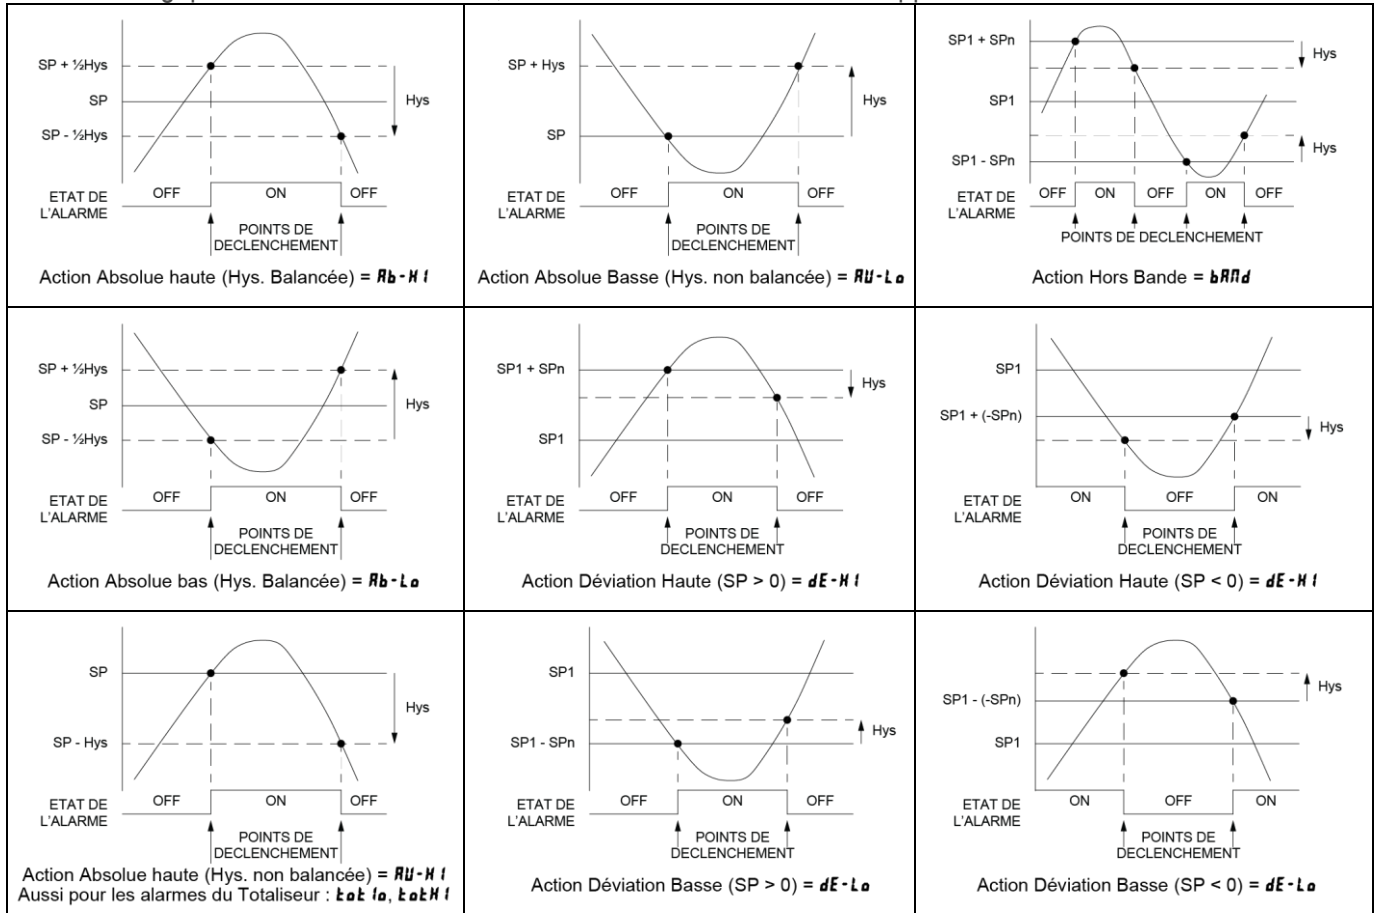 SP + ½Hys
SP
SP - ½Hys
Hys
OFF ON OFF
ETAT DE
L'ALARME
POINTS DE
DECLENCHEMENT
Action Absolue haute (Hys. Balancée) = Ab-HI
SP + Hys
SP
Hys
OFF ON OFF
ETAT DE
L'ALARME
POINTS DE
DECLENCHEMENT
Action Absolue Basse (Hys. non balancée) = AU-Lo
SP1 + SPn
Hys
SP1
Hys
SP1 - SPn
OFF ON OFF ON OFF
ETAT DE
L'ALARME
POINTS DE DECLENCHEMENT
Action Hors Bande = bANd
SP + ½Hys
SP
SP - ½Hys
Hys
OFF ON OFF
ETAT DE
L'ALARME
POINTS DE
DECLENCHEMENT
Action Absolue bas (Hys. Balancée) = Ab-Lo
SP1 + SPn
Hys
SP1
OFF ON OFF
ETAT DE
L'ALARME
POINTS DE
DECLENCHEMENT
Action Déviation Haute (SP > 0) = dE-HI
SP1
SP1 + (-SPn)
Hys
ON OFF ON
ETAT DE
L'ALARME
POINTS DE
DECLENCHEMENT
Action Déviation Haute (SP < 0) = dE-HI
SP
Hys
SP - Hys
OFF ON OFF
ETAT DE
L'ALARME
POINTS DE
DECLENCHEMENT
Action Absolue haute (Hys. non balancée) = AU-HI
Aussi pour les alarmes du Totaliseur : totlo, totHI
SP1
SP1 - SPn
Hys
OFF ON OFF
ETAT DE
L'ALARME
POINTS DE
DECLENCHEMENT
Action Déviation Basse (SP > 0) = dE-Lo
SP1 - (-SPn)
Hys
SP1
ON OFF ON
ETAT DE
L'ALARME
POINTS DE
DECLENCHEMENT
Action Déviation Basse (SP < 0) = dE-Lo